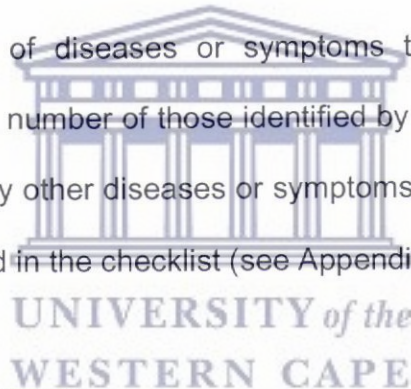 of diseases or symptoms t
number of those identified by
y other diseases or symptoms
d in the checklist (see Appendi
UNIVERSITY of the
WESTERN CAPE